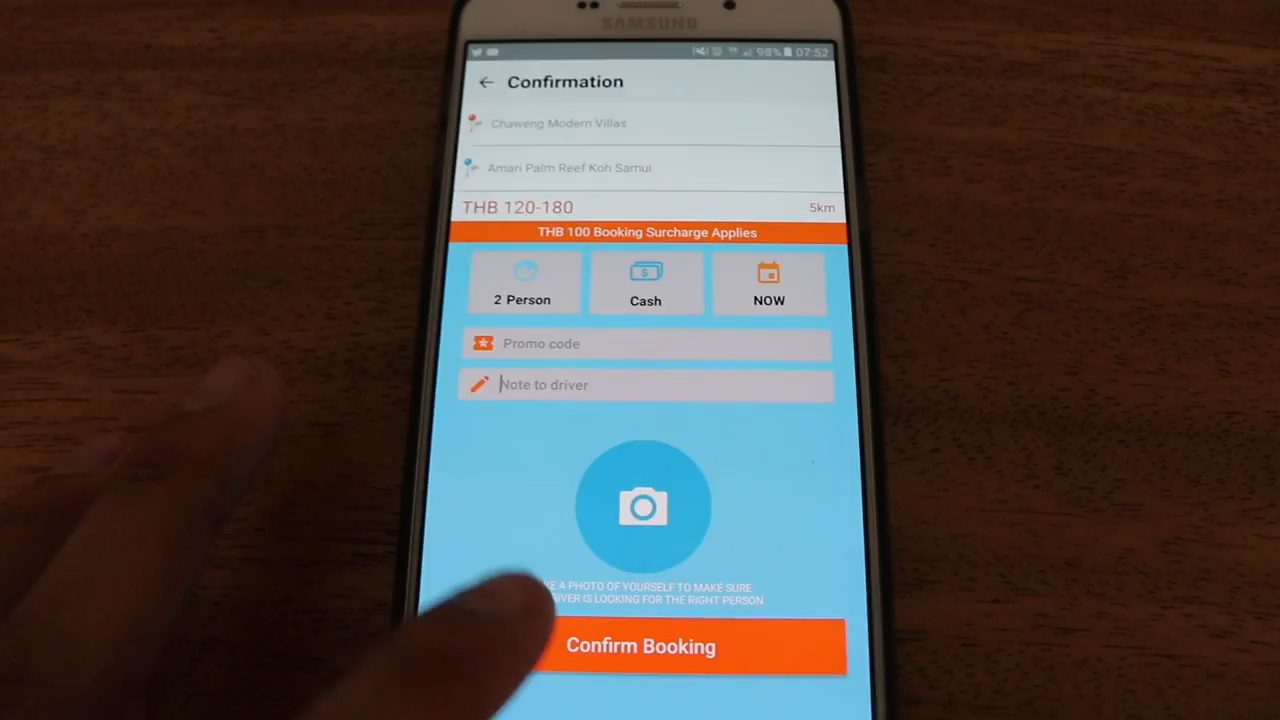 SAMSUNG
98% 07:52
Confirmation
Chaweng Modern Villas
Amari Palm Reef Koh Samui
THB 120-180 5km
THB 100 Booking Surcharge Applies
2 Person Cash NOW
Promo code
Note to driver
A PHOTO OF YOURSELF TO MAKE SURE
IS LOOKING FOR THE RIGHT PERSON
Confirm Booking